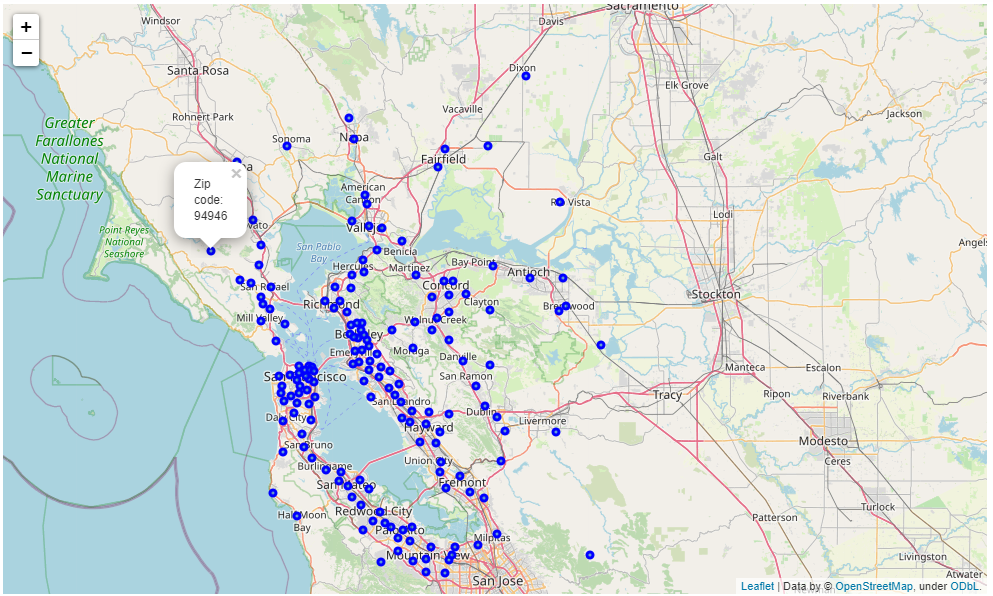 Windsor
Davis
Sacramento
+
−
Santa Rosa
Dixon
Elk Grove
Rohnert Park
Vacaville
Jackson
Greater
Farallones
National
Marine
Sanctuary
Sonoma
Napa
Fairfield
Galt
×
Zip
code:
94946
American
Canyon
Rio Vista
Lodi
Point Reyes
National
Seashore
Vallejo
San Pablo
Bay
Benicia
Angels
Hercules
Martinez
Bay Point
Antioch
San Rafael
Concord
Clayton
Stockton
Richmond
Brentwood
Mill Valley
Walnut Creek
Berkeley
Moraga
Danville
San Ramon
San Francisco
Manteca
Escalon
Tracy
Ripon
Riverbank
San Leandro
Daly City
Dublin
Livermore
Hayward
Modesto
San Bruno
Ceres
Burlingame
Union City
San Mateo
Fremont
Turlock
Half Moon
Bay
Redwood City
Patterson
Palo Alto
Milpitas
Mountain View
Livingston
San Jose
Atwater
Leaflet | Data by © OpenStreetMap, under ODbL.